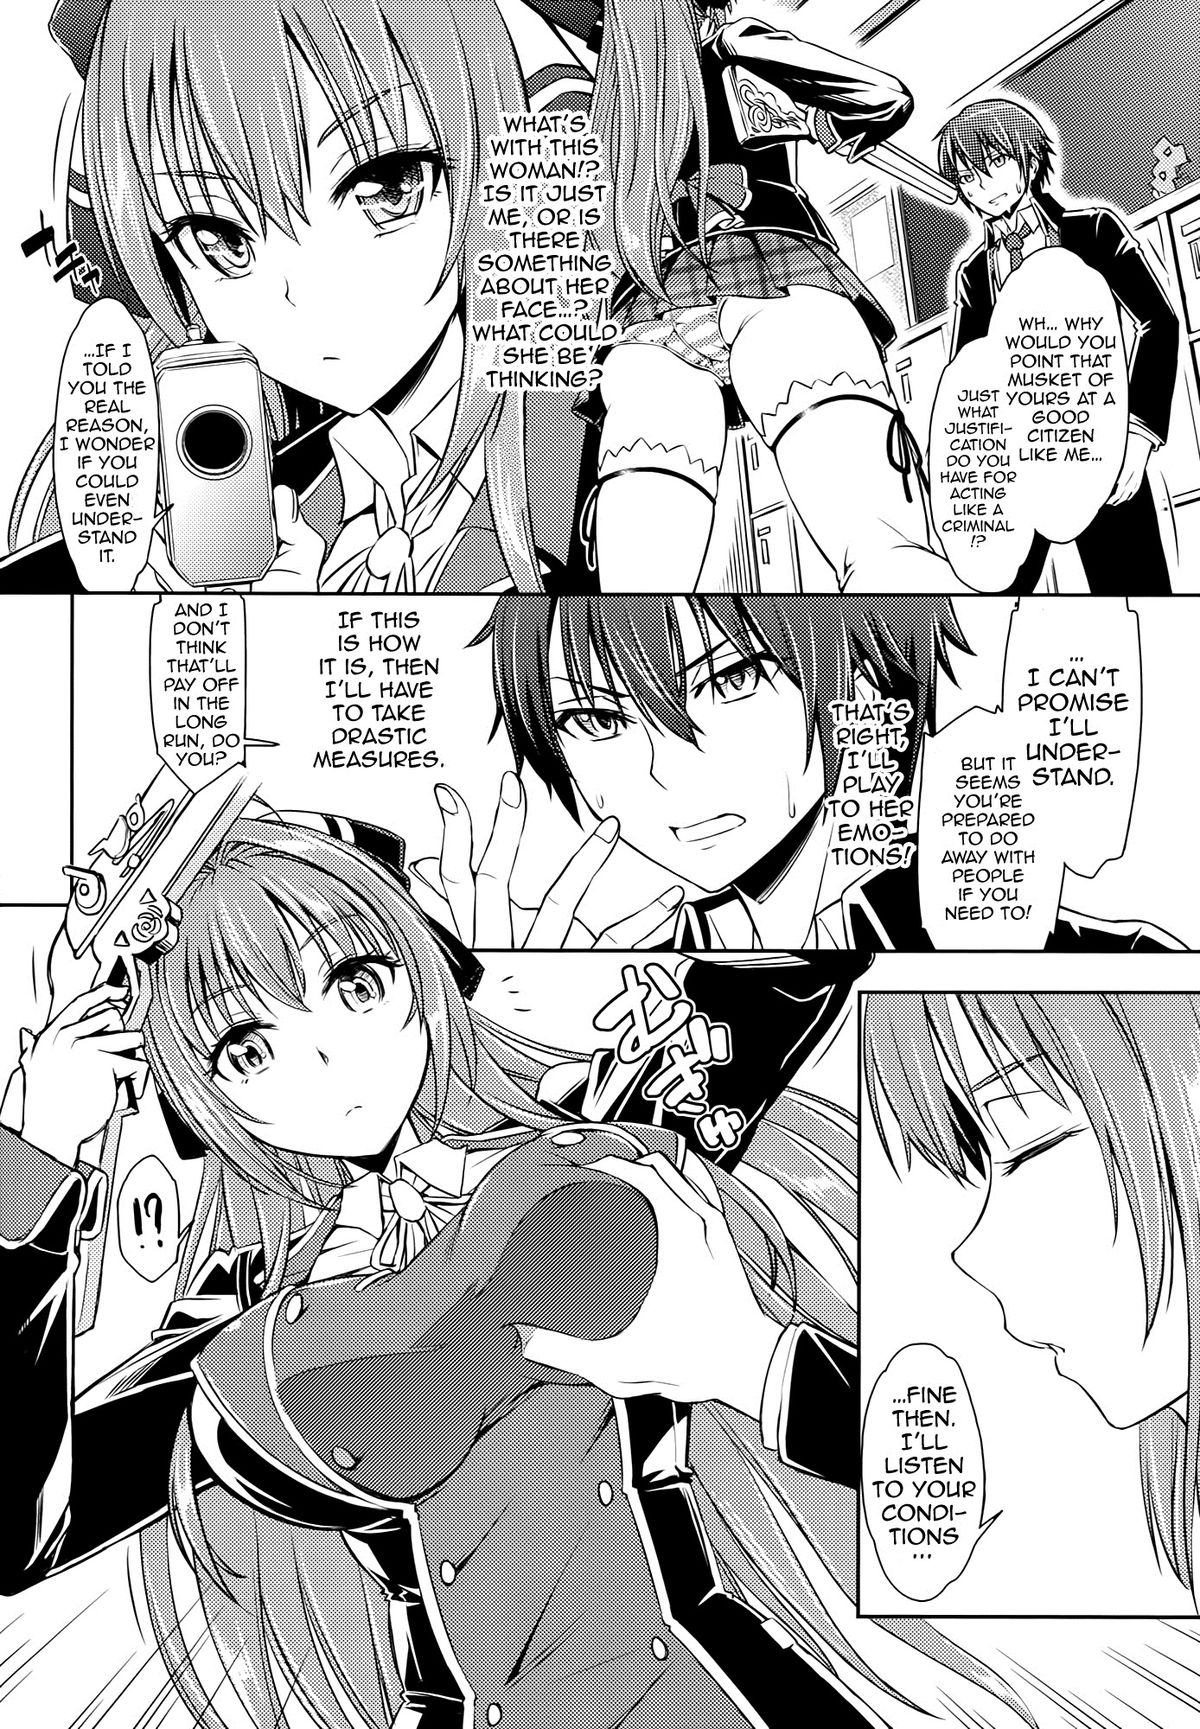 WH... WHY
WOULD YOU
POINT THAT
MUSKET OF
YOURS AT A
GOOD
CITIZEN
LIKE ME...
JUST
WHAT
JUSTIFI-
CATION
DO YOU
HAVE FOR
ACTING
LIKE A
CRIMINAL
!?
WHAT'S
WITH THIS
WOMAN!?
IS IT JUST
ME, OR IS
THERE
SOMETHING
ABOUT HER
FACE...?
WHAT COULD
SHE BE
THINKING?
...IF I
TOLD
YOU THE
REAL
REASON,
I WONDER
IF YOU
COULD
EVEN
UNDER-
STAND
IT.
...
I CAN'T
PROMISE
I'LL
UNDER-
STAND.
BUT IT
SEEMS
YOU'RE
PREPARED
TO DO
AWAY WITH
PEOPLE
IF YOU
NEED TO!
THAT'S
RIGHT,
I'LL
PLAY
TO HER
EMO-
TIONS!
IF THIS
IS HOW
IT IS, THEN
I'LL HAVE
TO TAKE
DRASTIC
MEASURES.
AND I
DON'T
THINK
THAT'LL
PAY OFF
IN THE
LONG
RUN, DO
YOU?
...FINE
THEN.
I'LL
LISTEN
TO YOUR
CONDI-
TIONS
...
むぎゅ
!?